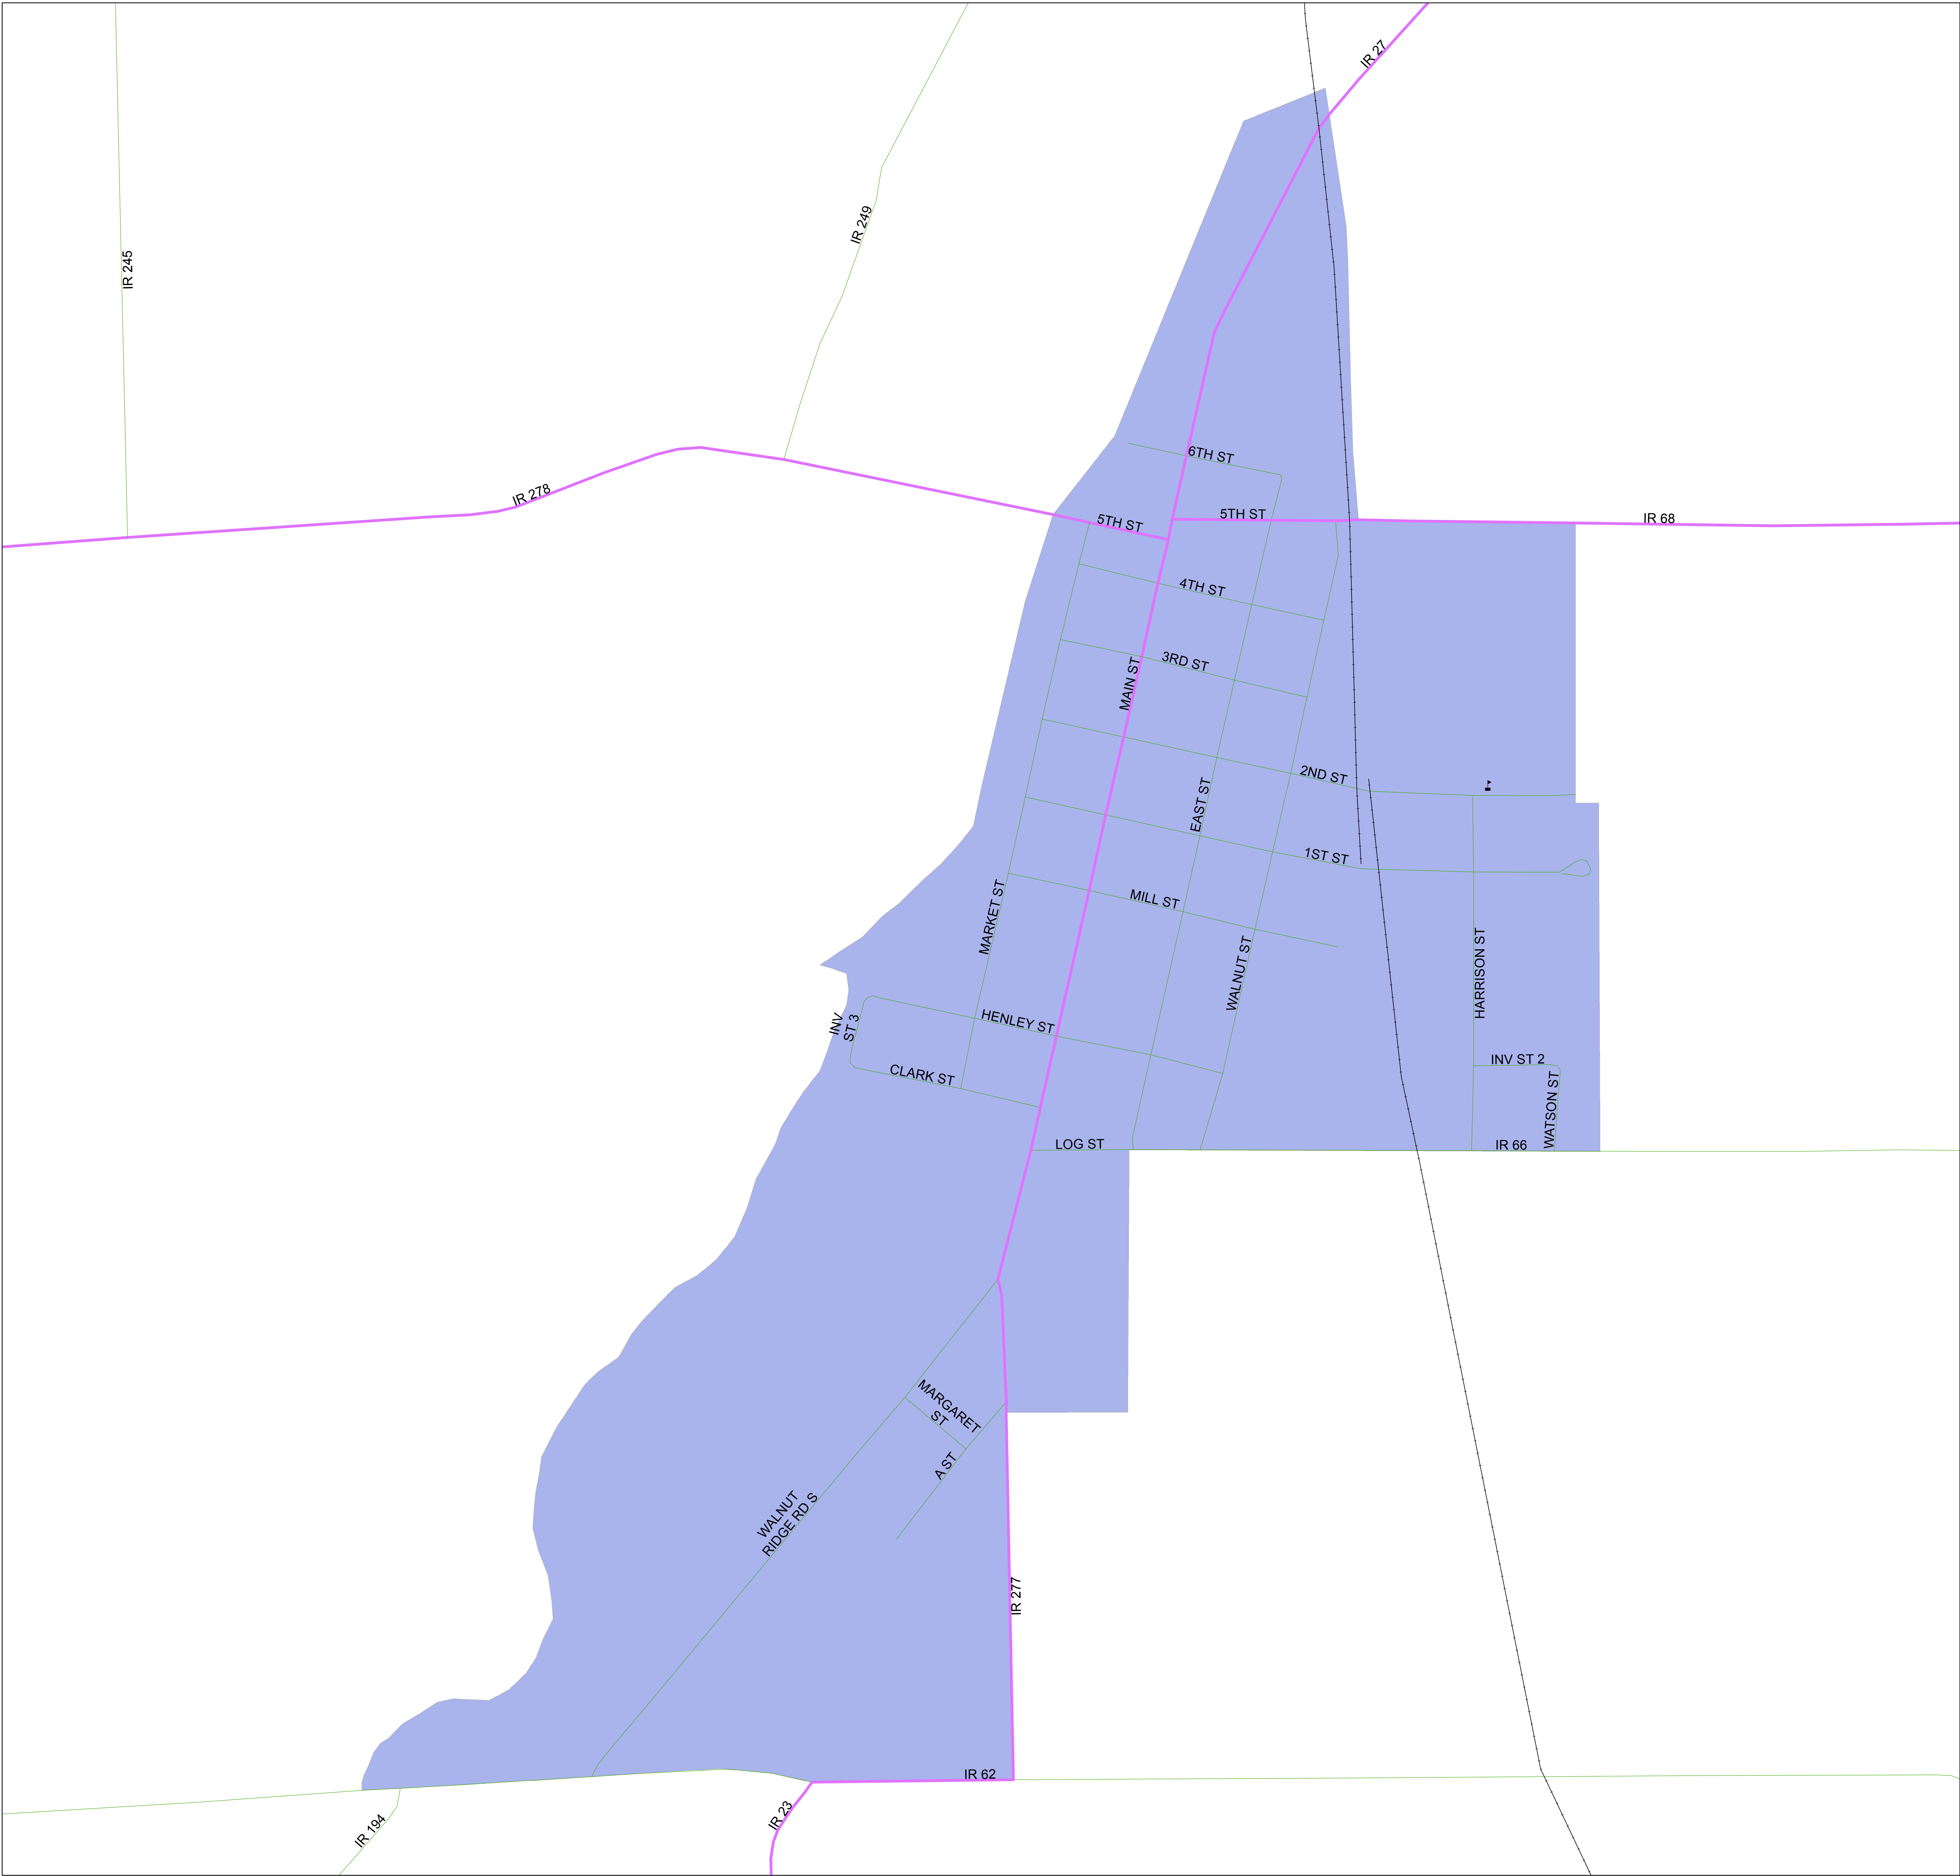 IR 27
IR 249
IR 245
6TH ST
IR 278
5TH ST
5TH ST
IR 68
4TH ST
3RD ST
MAIN ST
2ND ST
EAST ST
1ST ST
MILL ST
MARKET ST
WALNUT ST
HARRISON ST
HENLEY ST
INV
ST 3
INV ST 2
CLARK ST
WATSON ST
LOG ST
IR 66
MARGARET
ST
A ST
WALNUT
RIDGE RD S
IR 277
IR 62
IR 23
IR 194